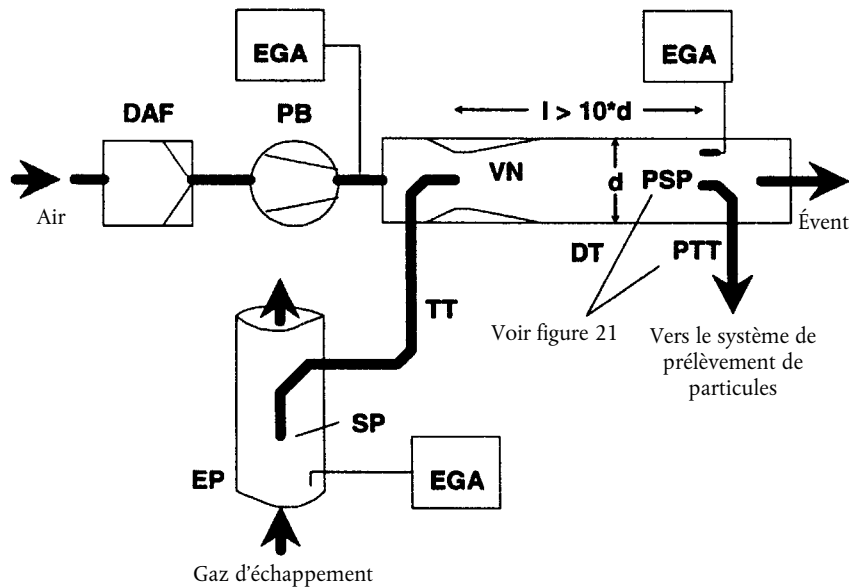 EGA
EGA
DAF
PB
l > 10*d
VN
d
PSP
Air
Évent
DT
PTT
TT
Voir figure 21
Vers le système de
prélèvement de
particules
SP
EP
EGA
Gaz d'échappement